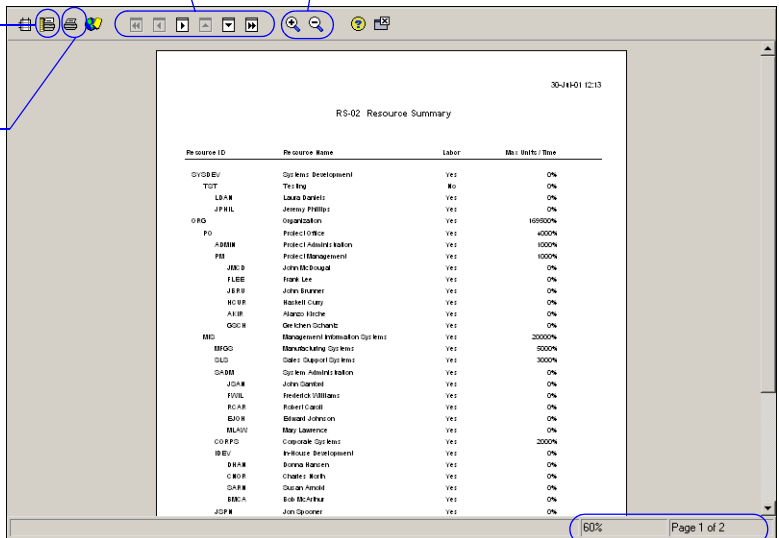 30-Jul-01 12:13
RS-02 Resource Summary
Resource ID Resource Name Labor Max Units / Time
SYSDEV Systems Development Yes 0%
TST Testing No 0%
LDAN Laura Daniels Yes 0%
JPHIL Jeremy Phillips Yes 0%
ORG Organization Yes 169500%
PO Project Office Yes 4000%
ADMIN Project Administration Yes 1000%
PM Project Management Yes 1000%
JMCD John McDougal Yes 0%
FLEE Frank Lee Yes 0%
JBRU John Brunner Yes 0%
HCUR Haskell Curry Yes 0%
AKIR Alanzo Kirche Yes 0%
GSCH Gretchen Schantz Yes 0%
MIS Management Information Systems Yes 20000%
MFGS Manufacturing Systems Yes 5000%
SLS Sales Support Systems Yes 3000%
SADM System Administration Yes 0%
JSAN John Sanford Yes 0%
FWIL Frederick Williams Yes 0%
RCAR Robert Caroll Yes 0%
EJOH Edward Johnson Yes 0%
MLAW Mary Lawrence Yes 0%
CORPS Corporate Systems Yes 2000%
IDEV In-House Development Yes 0%
DHAN Donna Hansen Yes 0%
CNOR Charles North Yes 0%
SARN Susan Arnold Yes 0%
BMCA Bob McArthur Yes 0%
JSPN Jon Spooner Yes 0%
60% Page 1 of 2